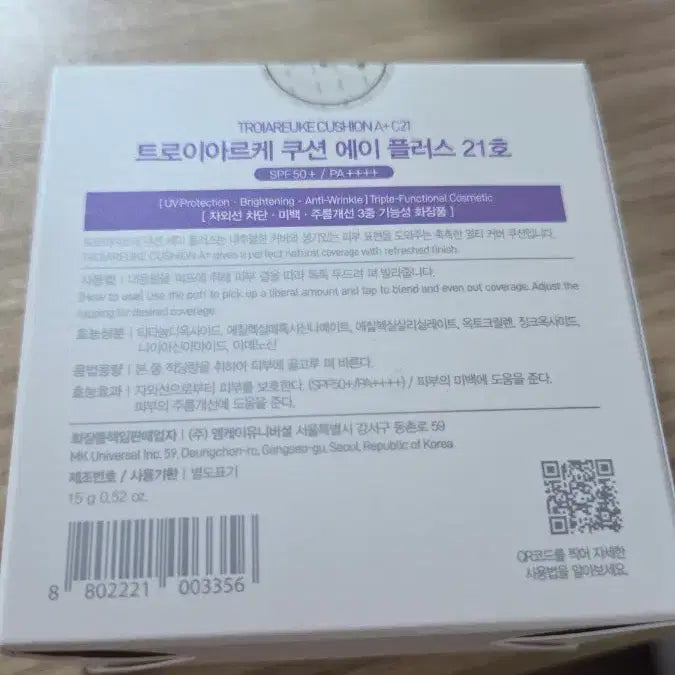 TROIAREUKE CUSHION A+ C21
트로이아르케 쿠션 에이 플러스 21호
SPF 50+ / PA++++
[ UV Protection · Brightening · Anti-Wrinkle ] Triple-Functional Cosmetic
[ 자외선 차단 · 미백 · 주름개선 3중 기능성 화장품 ]
트로이아르케 쿠션 에이 플러스는 내추럴한 커버와 생기있는 피부 표현을 도와주는 촉촉한 멀티 커버 쿠션입니다.
TROIAREUKE CUSHION A+ gives a perfect natural coverage with refreshed finish.
사용법 | 내용물을 퍼프에 취해 피부 결을 따라 톡톡 두드려 펴 발라줍니다.
[How to use] Use the puff to pick up a liberal amount and tap to blend and even out coverage. Adjust the
tapping for desired coverage.
효능성분 | 티타늄디옥사이드, 에칠헥실메톡시신나메이트, 에칠헥실살리실레이트, 옥토크릴렌, 징크옥사이드,
나이아신아마이드, 아데노신
용법용량 | 본 품 적당량을 취하여 피부에 골고루 펴 바른다.
효능효과 | 자외선으로부터 피부를 보호한다. (SPF50+/PA++++) / 피부의 미백에 도움을 준다.
피부의 주름개선에 도움을 준다.
화장품책임판매업자 | (주) 엠케이유니버셜 서울특별시 강서구 등촌로 59
MK Universal Inc. 59, Deungchon-ro, Gangseo-gu, Seoul, Republic of Korea
제조번호 / 사용기한 | 별도표기
15 g 0.52 oz.
QR코드를 찍어 자세한
사용법을 알아보세요.
8 802221 003356